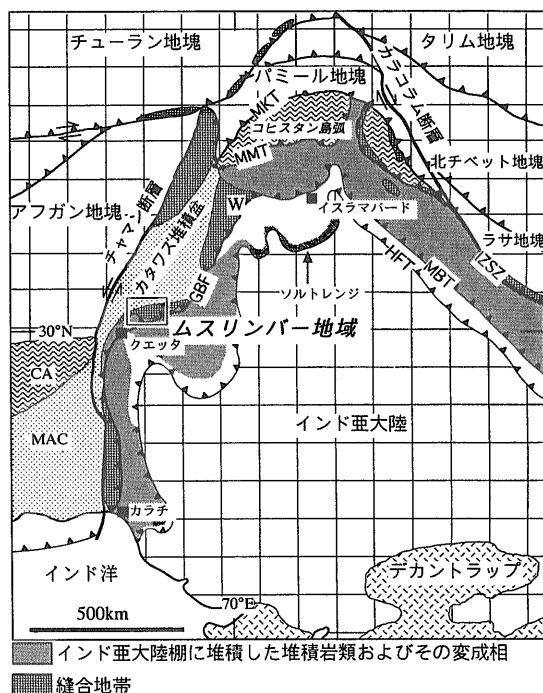 チューラン地塊
タリム地塊
パミール地塊
カラコラム断層
MKT
コヒスタン島弧
MMT
北チベット地塊
アフガン地塊
チャマン断層
W
イスラマバード
カタワズ堆積盆
ラサ地塊
IZSZ
HFT
MBT
GBF
ソルトレンジ
30°N
ムスリンバー地域
クエッタ
CA
インド亜大陸
MAC
カラチ
インド洋
デカントラップ
70°E
500km
インド亜大陸棚に堆積した堆積岩類およびその変成相
縫合地帯